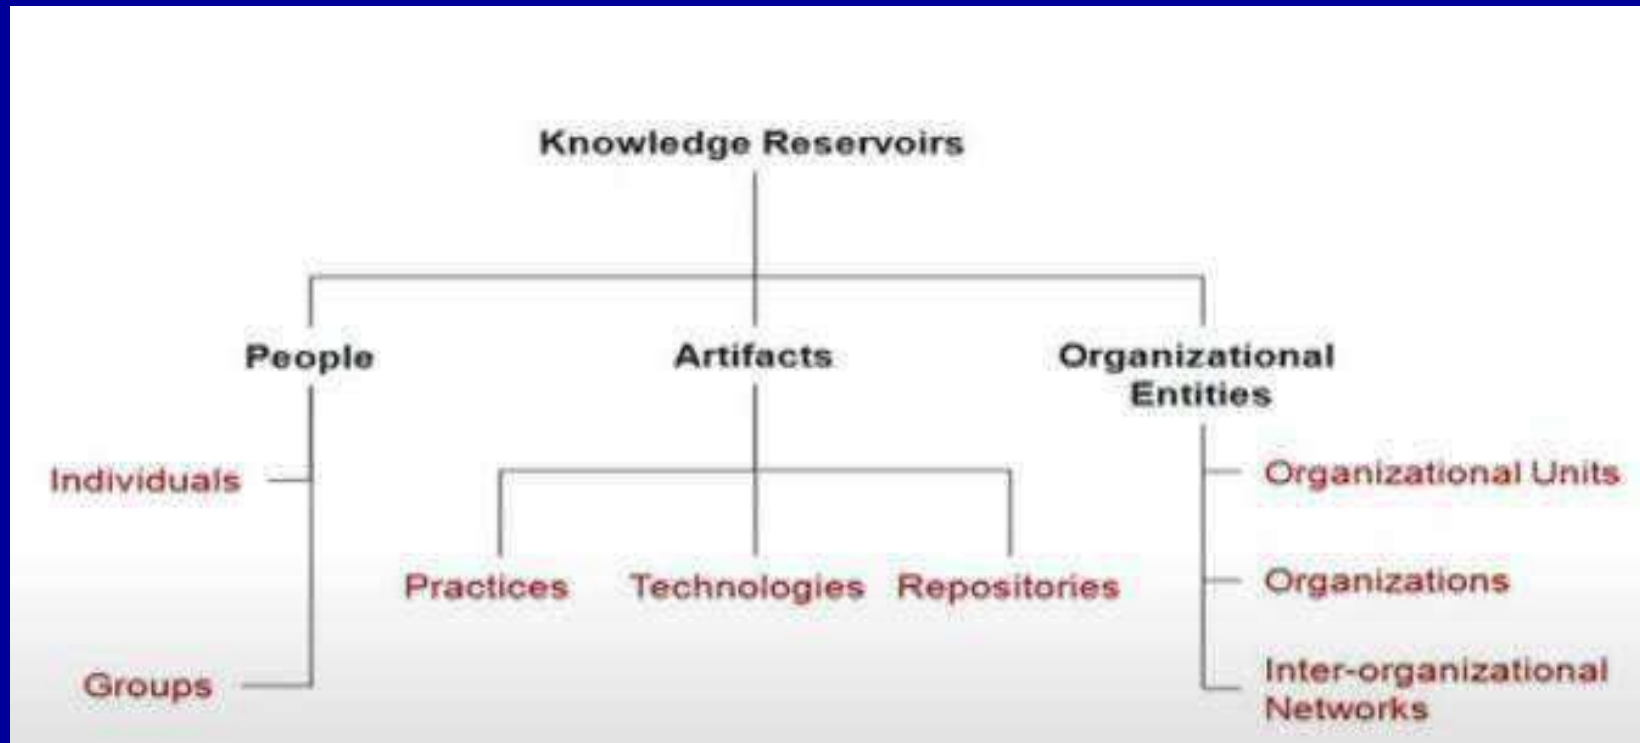 Knowledge Reservoirs
People
Artifacts
Organizational
Entities
Individuals
Groups
Practices
Technologies
Repositories
Organizational Units
Organizations
Inter-organizational
Networks